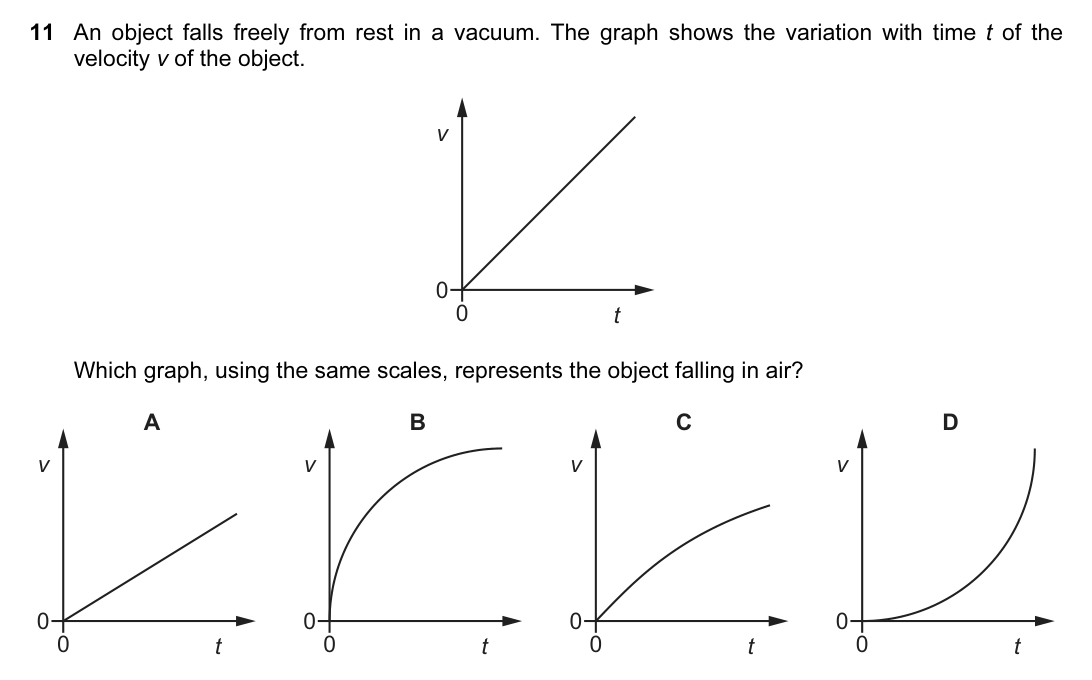 11 An object falls freely from rest in a vacuum. The graph shows the variation with time t of the
velocity v of the object.
v
0
0
t
Which graph, using the same scales, represents the object falling in air?
A
B
C
D
v
v
v
v
0
0
0
0
0
t
0
t
0
t
0
t